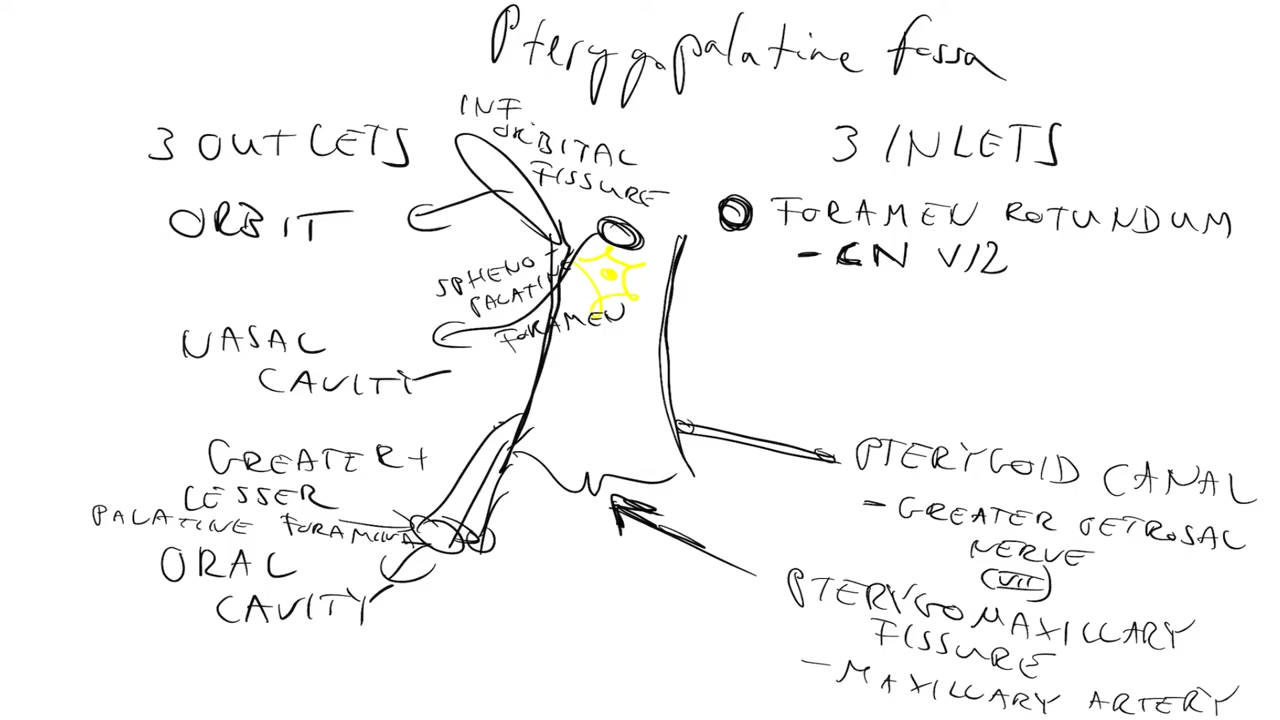 Pterygopalatine fossa
3 OUTLETS
INF
ORBITAL
FISSURE
ORBIT
SPHENO-
PALATINE
FORAMEN
NASAL
CAVITY
GREATER +
LESSER
PALATINE FORAMINA
ORAL
CAVITY
3 INLETS
FORAMEN ROTUNDUM
- CN V/2
PTERYGOID CANAL
- GREATER PETROSAL
NERVE
(VII)
PTERYGOMAXILLARY
FISSURE
- MAXILLARY ARTERY